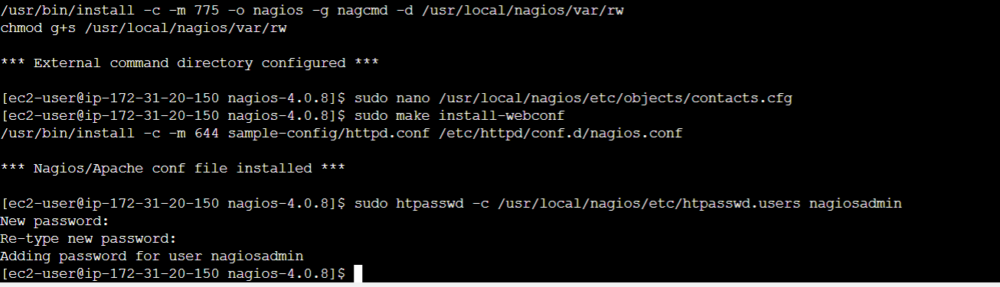 /usr/bin/install -c -m 775 -o nagios -g nagcmd -d /usr/local/nagios/var/rw
chmod g+s /usr/local/nagios/var/rw
*** External command directory configured ***
[ec2-user@ip-172-31-20-150 nagios-4.0.8]$ sudo nano /usr/local/nagios/etc/objects/contacts.cfg
[ec2-user@ip-172-31-20-150 nagios-4.0.8]$ sudo make install-webconf
/usr/bin/install -c -m 644 sample-config/httpd.conf /etc/httpd/conf.d/nagios.conf
*** Nagios/Apache conf file installed ***
[ec2-user@ip-172-31-20-150 nagios-4.0.8]$ sudo htpasswd -c /usr/local/nagios/etc/htpasswd.users nagiosadmin
New password:
Re-type new password:
Adding password for user nagiosadmin
[ec2-user@ip-172-31-20-150 nagios-4.0.8]$